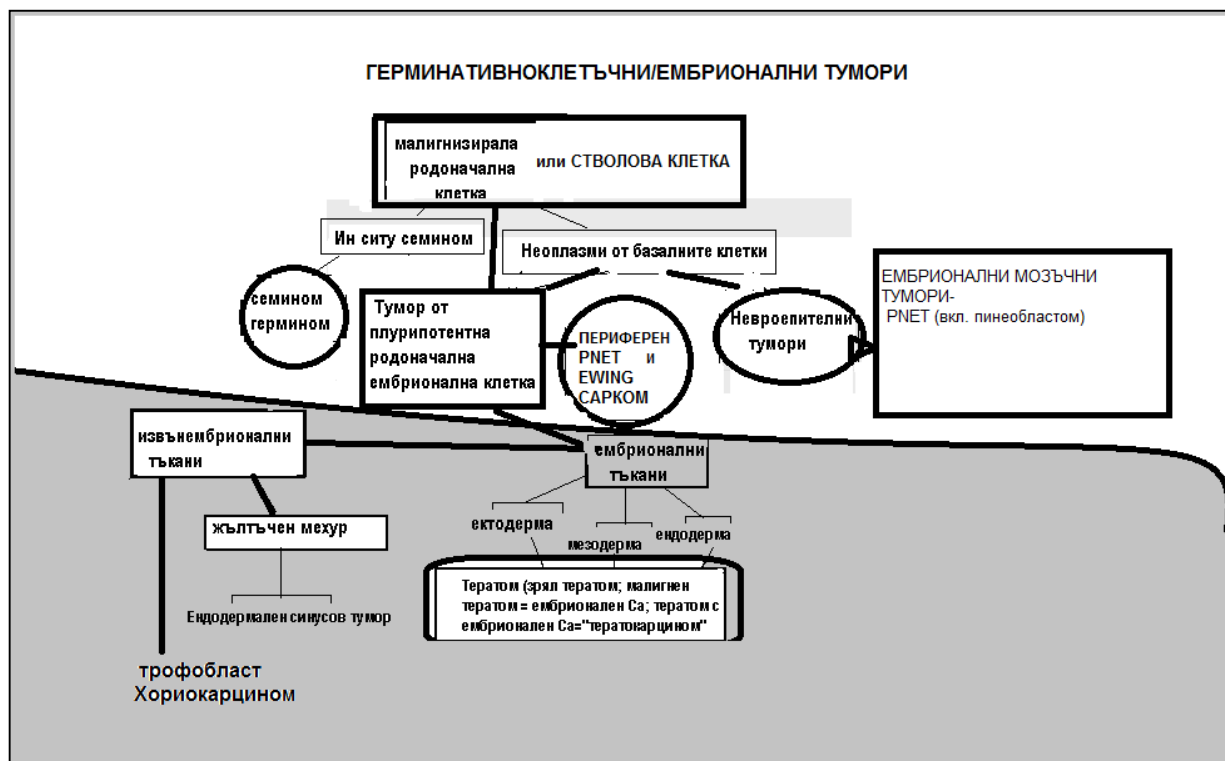 ГЕРМИНАТИВНОКЛЕТЪЧНИ/ЕМБРИОНАЛНИ ТУМОРИ
малигнизирала
родоначална
клетка
или СТВОЛОВА КЛЕТКА
Ин ситу семином
Неоплазми от базалните клетки
семином
гермином
Тумор от
плурипотентна
родоначална
ембрионална клетка
ПЕРИФЕРЕН
PNET и
EWING
САРКОМ
Невроепителни
тумори
ЕМБРИОНАЛНИ МОЗЪЧНИ
ТУМОРИ-
PNET (вкл. пинеобластом)
извънембрионални
тъкани
ембрионални
тъкани
жълтъчен мехур
ектодерма
мезодерма
ендодерма
Ендодермален синусов тумор
Тератом (зрял тератом; малигнен
тератом = ембрионален Ca; тератом с
ембрионален Ca="тератокарцином"
трофобласт
Хориокарцином